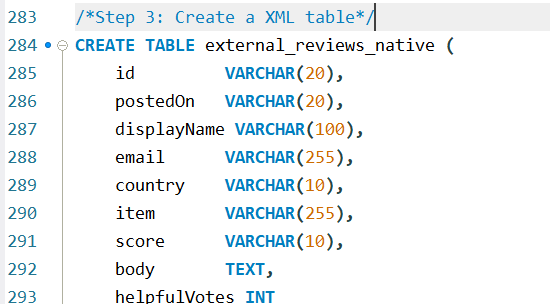 283 /*Step 3: Create a XML table*/
284 CREATE TABLE external_reviews_native (
285 id VARCHAR(20),
286 postedOn VARCHAR(20),
287 displayName VARCHAR(100),
288 email VARCHAR(255),
289 country VARCHAR(10),
290 item VARCHAR(255),
291 score VARCHAR(10),
292 body TEXT,
293 helpfulVotes INT